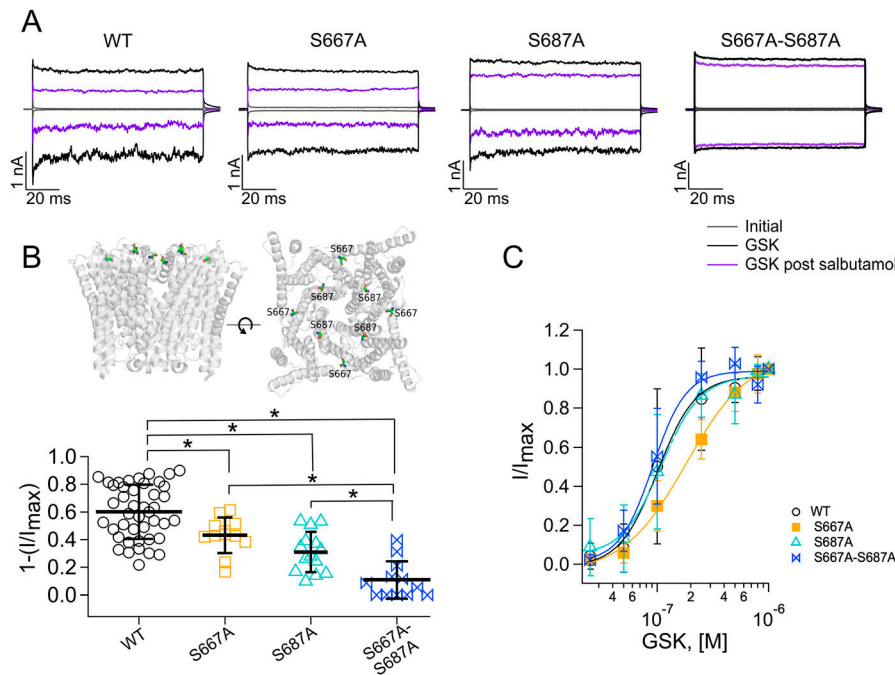 A
WT
S667A
S687A
S667A-S687A
1 nA
20 ms
1 nA
20 ms
1 nA
20 ms
1 nA
20 ms
Initial
GSK
GSK post salbutamol
B
S667
S687
S687
S667
S667
S687
S687
S667
*
*
*
*
*
1-(I/Imax)
1.0
0.8
0.6
0.4
0.2
0.0
WT
S667A
S687A
S667A-
S687A
C
I/Imax
1.2
1.0
0.8
0.6
0.4
0.2
0.0
4
6
8
2
4
6
8
10-7
10-6
GSK, [M]
WT
S667A
S687A
S667A-S687A